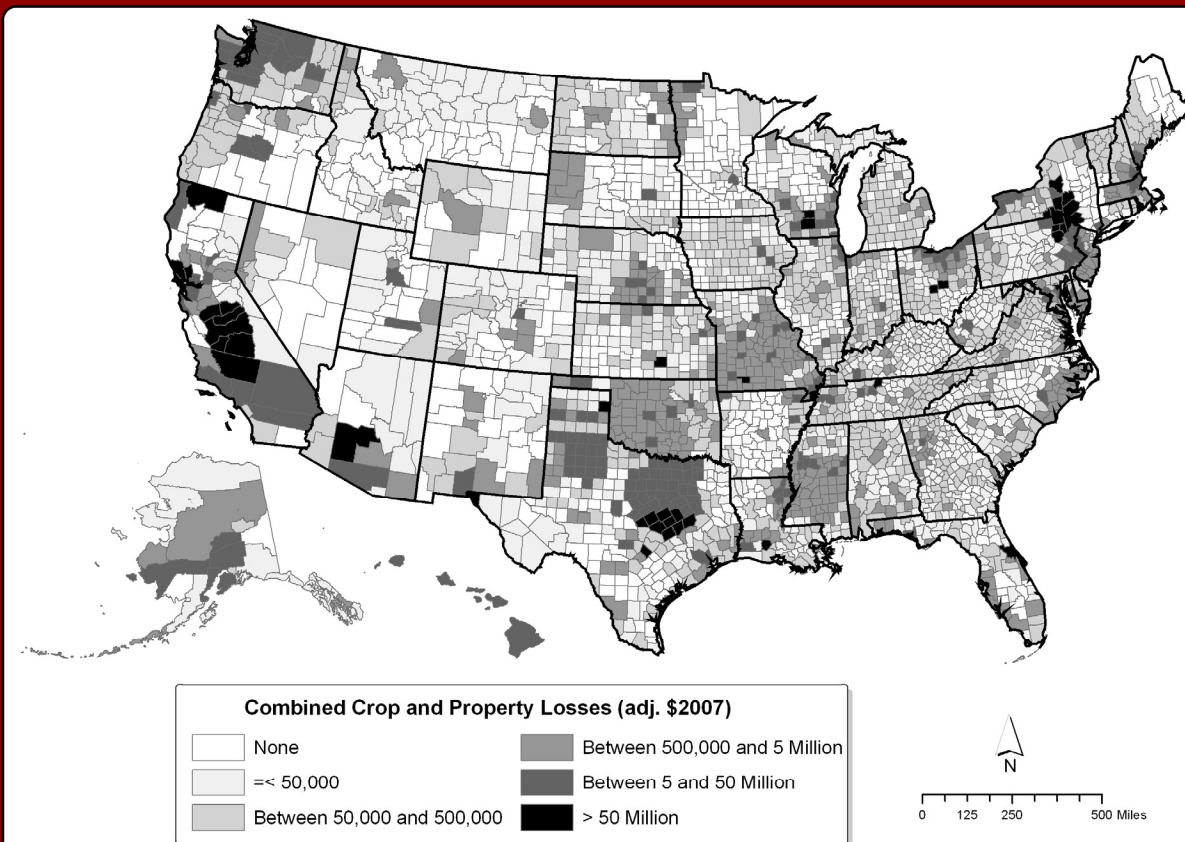 Combined Crop and Property Losses (adj. $2007)
None
=< 50,000
Between 50,000 and 500,000
Between 500,000 and 5 Million
Between 5 and 50 Million
> 50 Million
N
0 125 250 500 Miles